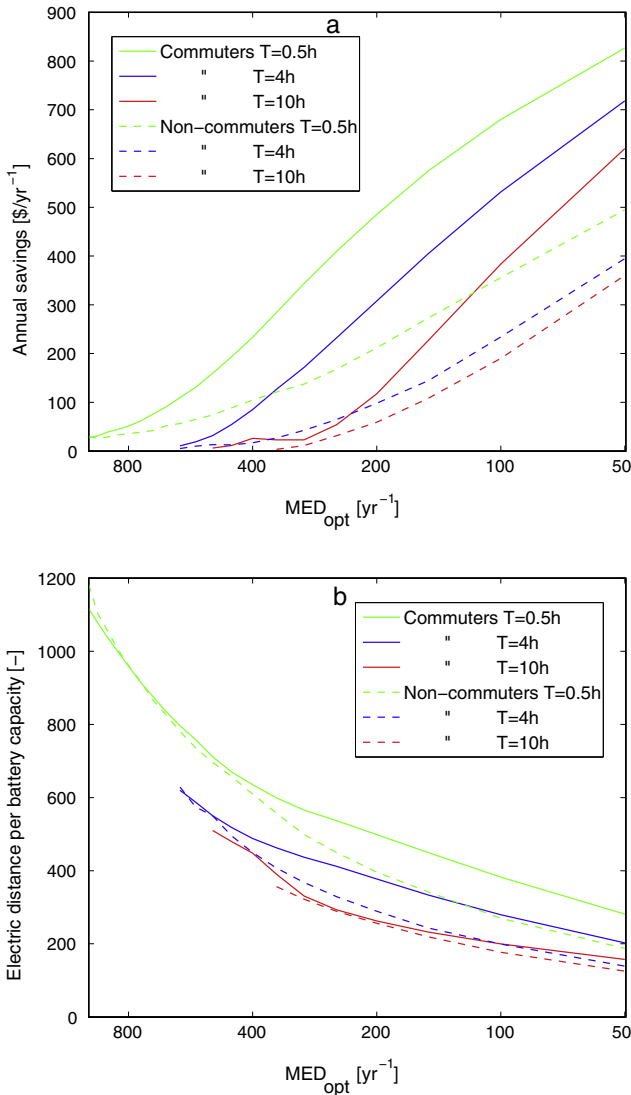 a
900
800
700
600
500
400
300
200
100
0
Annual savings [$/yr⁻¹]
Commuters T=0.5h
" T=4h
" T=10h
Non−commuters T=0.5h
" T=4h
" T=10h
800 400 200 100 50
MED_opt [yr⁻¹]
b
1200
1000
800
600
400
200
0
Electric distance per battery capacity [−]
Commuters T=0.5h
" T=4h
" T=10h
Non−commuters T=0.5h
" T=4h
" T=10h
800 400 200 100 50
MED_opt [yr⁻¹]